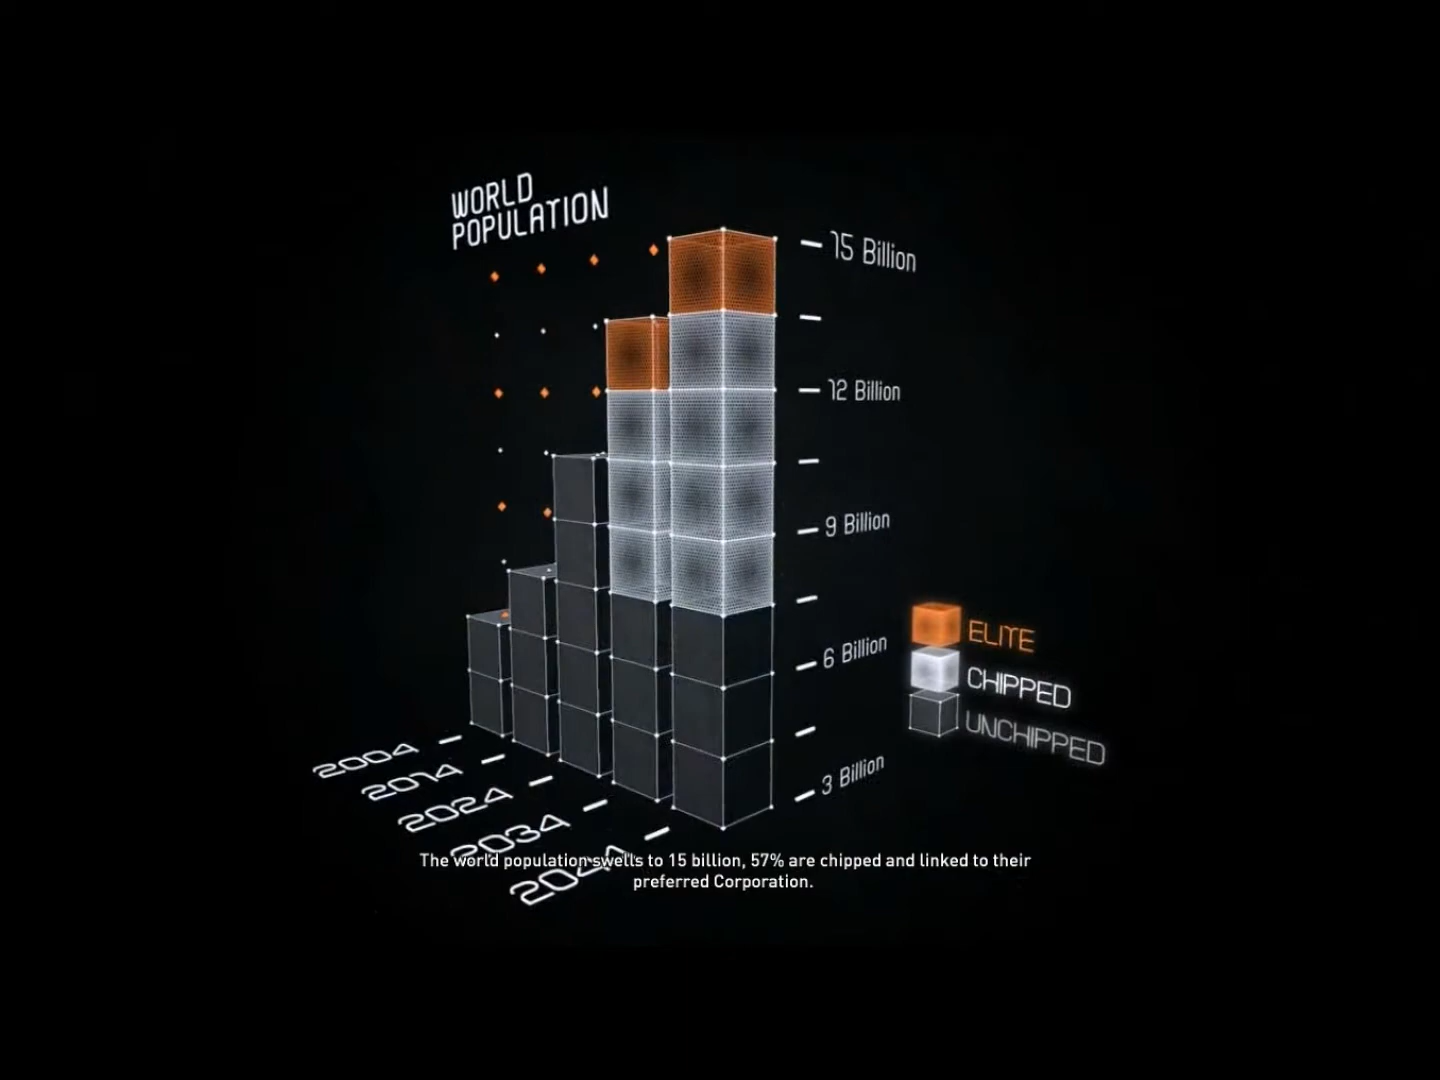 WORLD
POPULATION
15 Billion
12 Billion
9 Billion
6 Billion
3 Billion
ELITE
CHIPPED
UNCHIPPED
2004
2014
2024
2034
2044
The world population swells to 15 billion, 57% are chipped and linked to their
preferred Corporation.